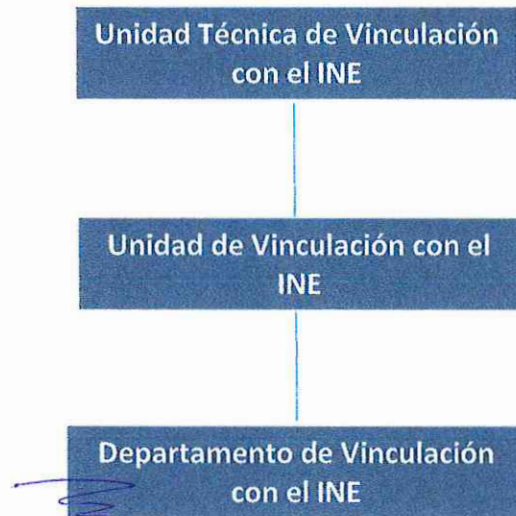 Unidad Técnica de Vinculación
con el INE
Unidad de Vinculación con el
INE
Departamento de Vinculación
con el INE